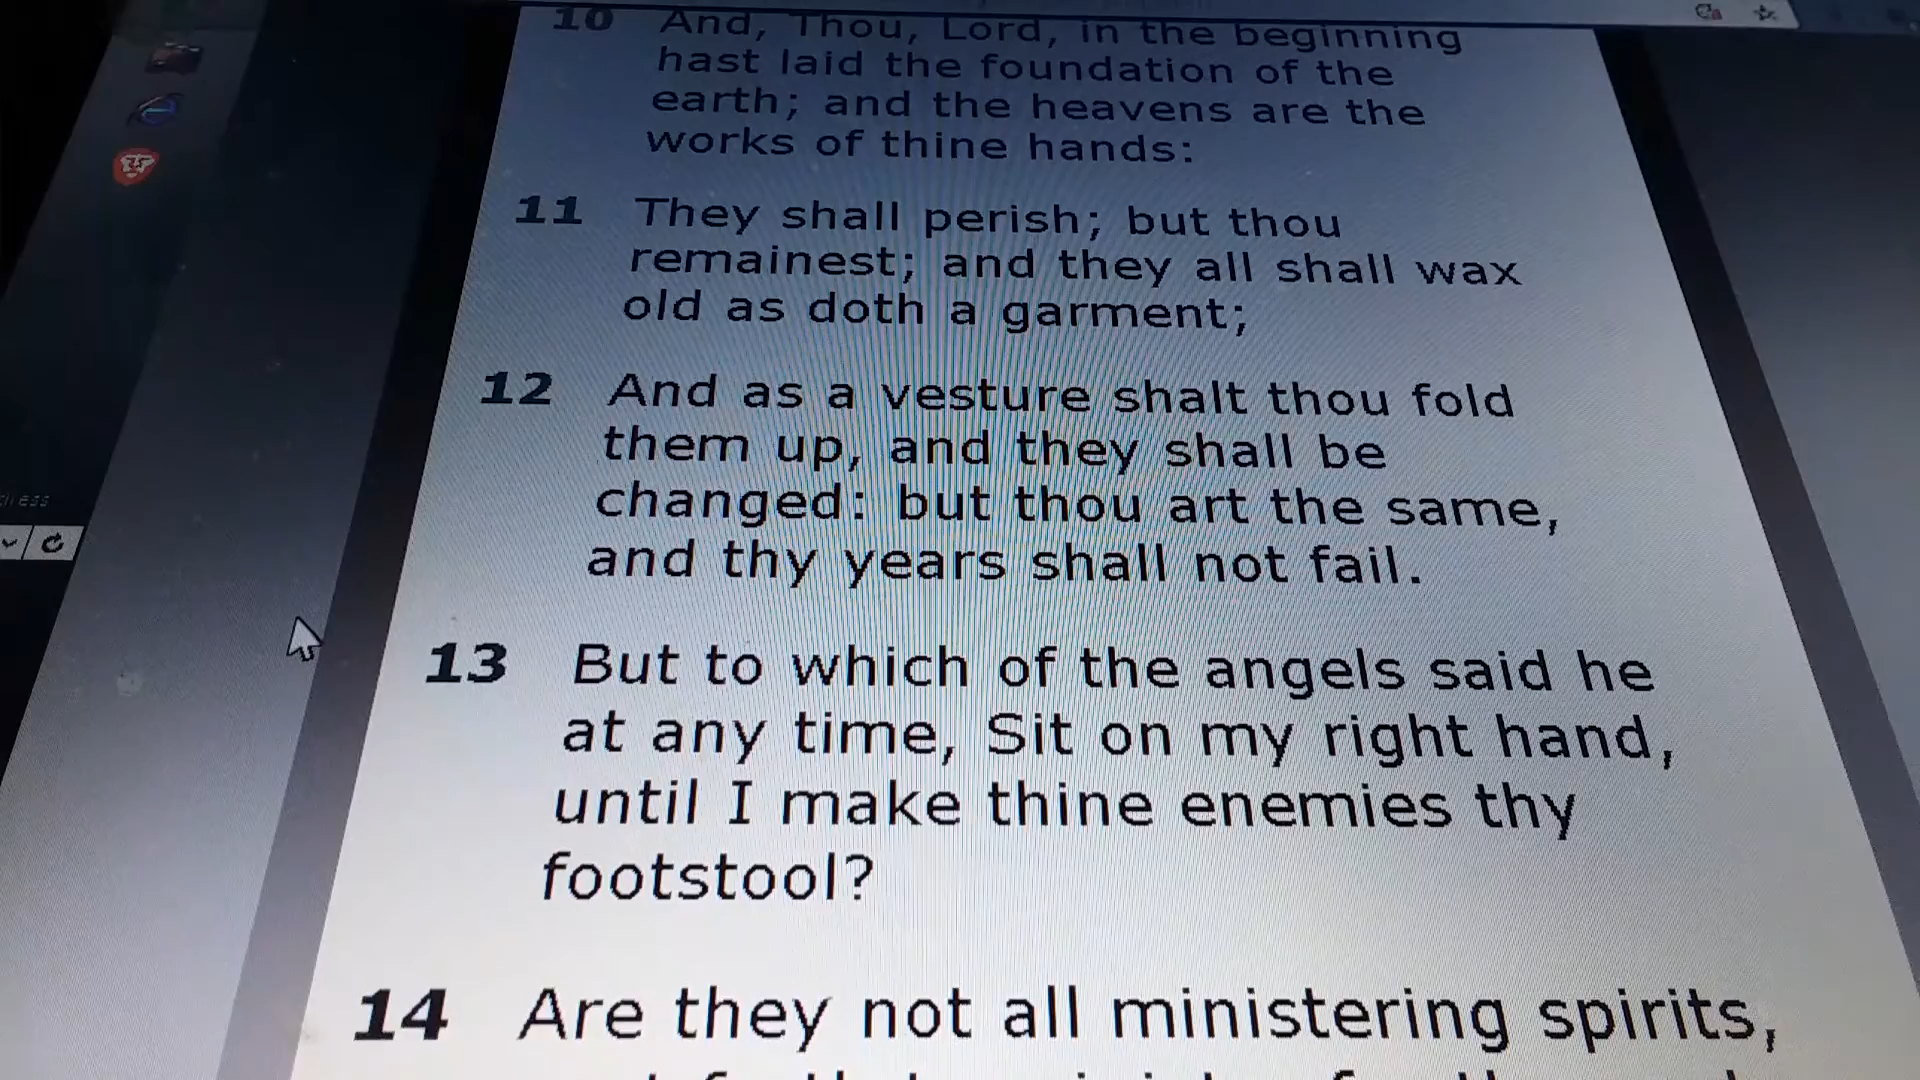 10 And, Thou, Lord, in the beginning
hast laid the foundation of the
earth; and the heavens are the
works of thine hands:
11 They shall perish; but thou
remainest; and they all shall wax
old as doth a garment;
12 And as a vesture shalt thou fold
them up, and they shall be
changed: but thou art the same,
and thy years shall not fail.
13 But to which of the angels said he
at any time, Sit on my right hand,
until I make thine enemies thy
footstool?
14 Are they not all ministering spirits,